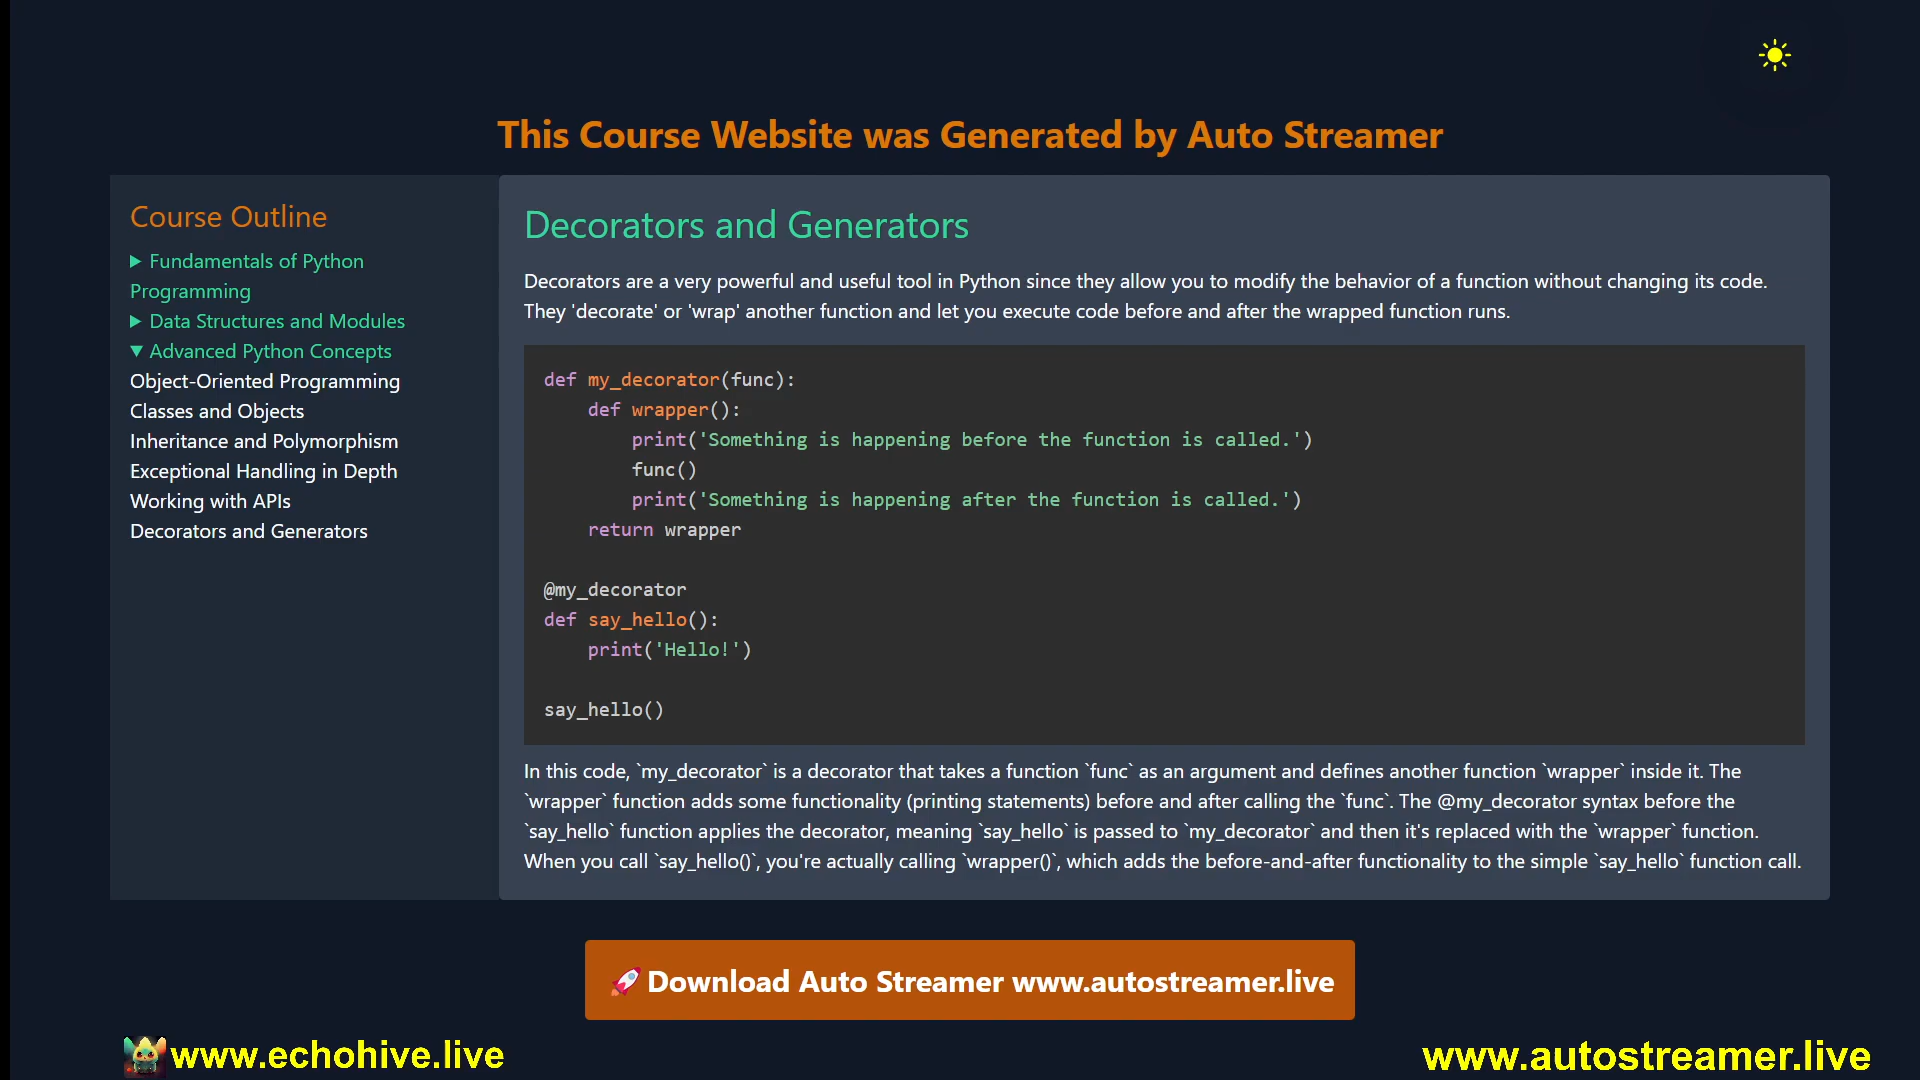 This Course Website was Generated by Auto Streamer
Course Outline
Fundamentals of Python
Programming
Data Structures and Modules
Advanced Python Concepts
Object-Oriented Programming
Classes and Objects
Inheritance and Polymorphism
Exceptional Handling in Depth
Working with APIs
Decorators and Generators
Decorators and Generators
Decorators are a very powerful and useful tool in Python since they allow you to modify the behavior of a function without changing its code.
They 'decorate' or 'wrap' another function and let you execute code before and after the wrapped function runs.
def my_decorator(func):
    def wrapper():
        print('Something is happening before the function is called.')
        func()
        print('Something is happening after the function is called.')
    return wrapper
@my_decorator
def say_hello():
    print('Hello!')
say_hello()
In this code, `my_decorator` is a decorator that takes a function `func` as an argument and defines another function `wrapper` inside it. The
`wrapper` function adds some functionality (printing statements) before and after calling the `func`. The @my_decorator syntax before the
`say_hello` function applies the decorator, meaning `say_hello` is passed to `my_decorator` and then it's replaced with the `wrapper` function.
When you call `say_hello()`, you're actually calling `wrapper()`, which adds the before-and-after functionality to the simple `say_hello` function call.
Download Auto Streamer www.autostreamer.live
www.echohive.live
www.autostreamer.live